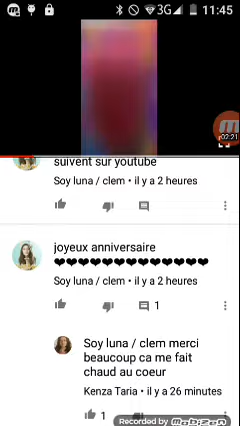 3G 11:45
02:21
suivent sur youtube
Soy luna / clem • il y a 2 heures
joyeux anniversaire
❤❤❤❤❤❤❤❤❤❤❤❤❤
Soy luna / clem • il y a 2 heures
1
Soy luna / clem merci
beaucoup ca me fait
chaud au coeur
Kenza Taria • il y a 26 minutes
1
Recorded by MOBIZEN